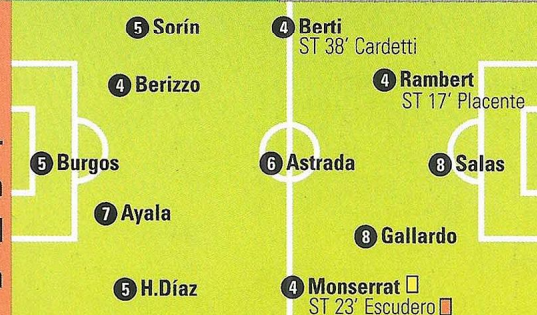 5 Sorín
4 Berti
ST 38' Cardetti
4 Berizzo
4 Rambert
ST 17' Placente
5 Burgos
6 Astrada
8 Salas
7 Ayala
8 Gallardo
5 H.Díaz
4 Monserrat
ST 23' Escudero